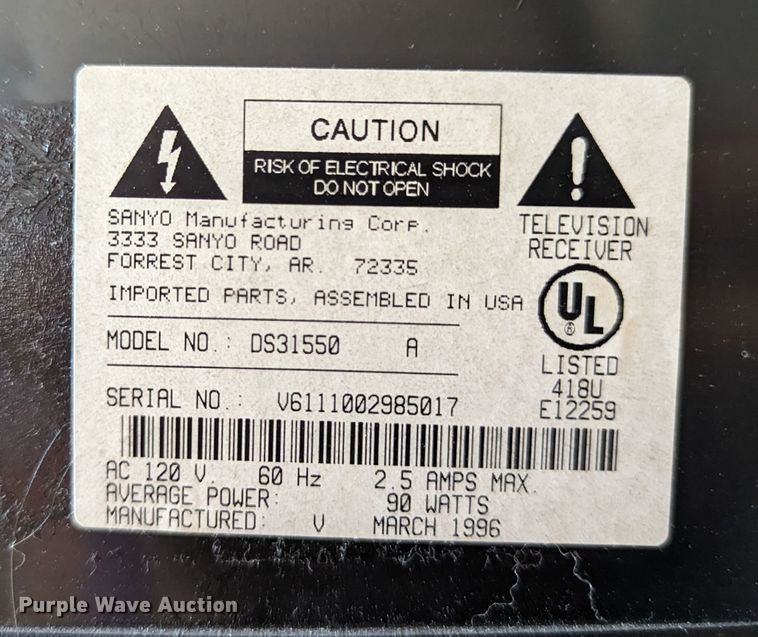 CAUTION
RISK OF ELECTRICAL SHOCK
DO NOT OPEN
SANYO Manufacturing Corp.
3333 SANYO ROAD
FORREST CITY, AR. 72335
IMPORTED PARTS, ASSEMBLED IN USA
TELEVISION
RECEIVER
UL
®
LISTED
418U
E12259
MODEL NO.: DS31550 A
SERIAL NO.: V6111002985017
AC 120 V. 60 Hz 2.5 AMPS MAX.
AVERAGE POWER: 90 WATTS
MANUFACTURED: V MARCH 1996
Purple Wave Auction